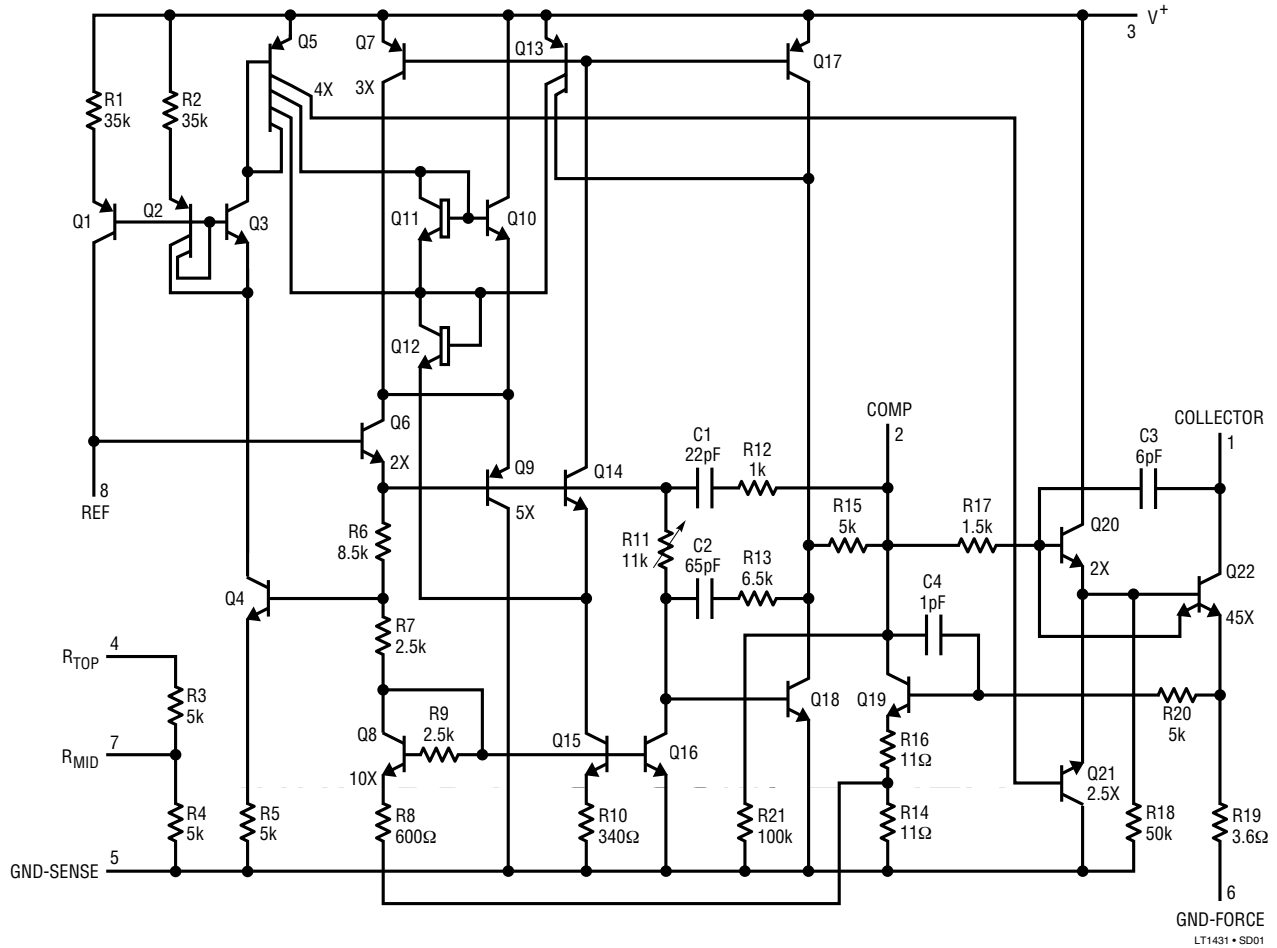 V+
3
Q5
Q7
Q13
Q17
4X
3X
R1
35k
R2
35k
Q1
Q2
Q3
Q11
Q10
Q12
Q6
2X
8
REF
Q9
5X
Q14
C1
22pF
R12
1k
COMP
2
COLLECTOR
1
C3
6pF
R6
8.5k
R11
11k
C2
65pF
R13
6.5k
R15
5k
R17
1.5k
Q20
2X
Q22
45X
Q4
R7
2.5k
C4
1pF
4
RTOP
R3
5k
7
RMID
Q8
10X
R9
2.5k
Q15
Q16
Q18
Q19
R20
5k
R16
11Ω
Q21
2.5X
R4
5k
R5
5k
R8
600Ω
R10
340Ω
R21
100k
R14
11Ω
R18
50k
R19
3.6Ω
5
GND-SENSE
6
GND-FORCE
LT1431 • SD01